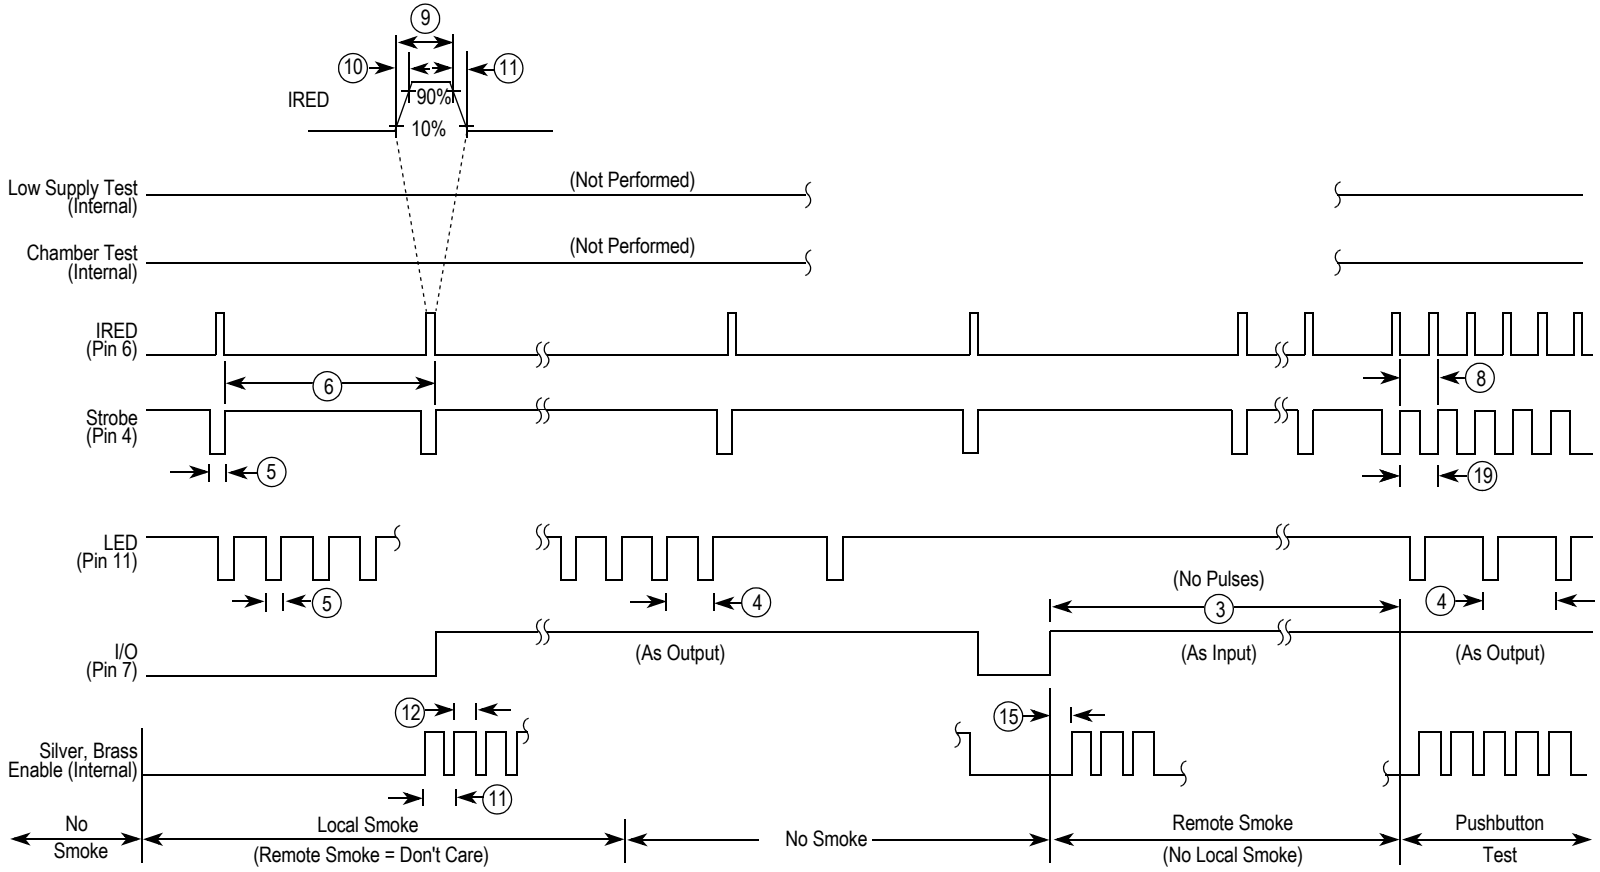 9
10
11
IRED
90%
10%
Low Supply Test
(Internal)
(Not Performed)
Chamber Test
(Internal)
(Not Performed)
IRED
(Pin 6)
6
8
Strobe
(Pin 4)
5
19
LED
(Pin 11)
5
4
(No Pulses)
3
4
I/O
(Pin 7)
(As Output)
(As Input)
(As Output)
12
15
Silver, Brass
Enable (Internal)
11
No
Smoke
Local Smoke
(Remote Smoke = Don't Care)
No Smoke
Remote Smoke
(No Local Smoke)
Pushbutton
Test